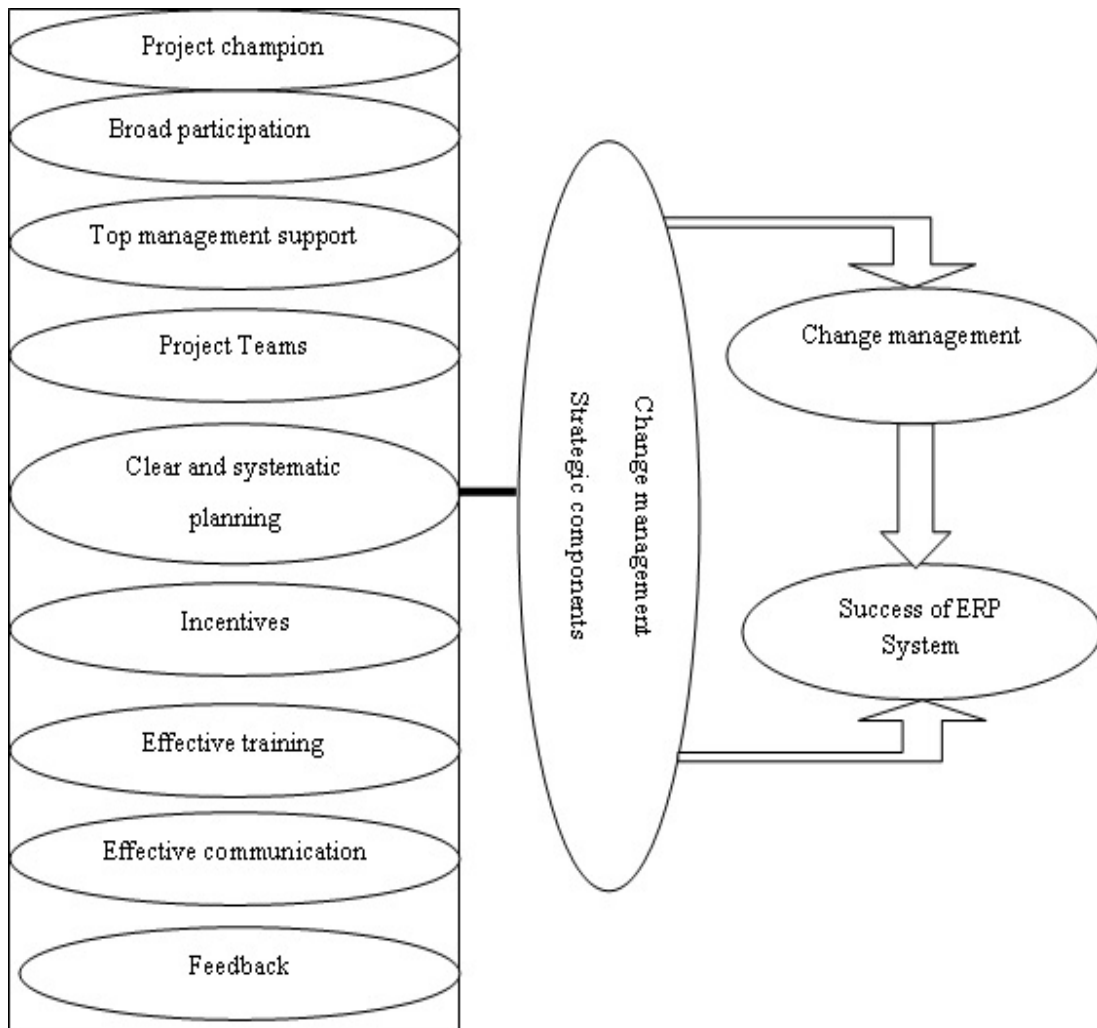 Project champion
Broad participation
Top management support
Project Teams
Clear and systematic
planning
Incentives
Effective training
Effective communication
Feedback
Change management
Strategic components
Change management
Success of ERP
System